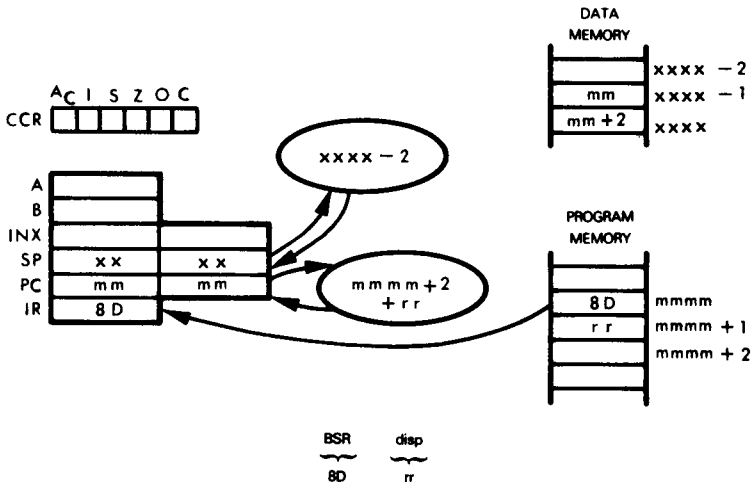 DATA
MEMORY
xxxx - 2
mm xxxx - 1
mm + 2 xxxx
AC I S Z O C
CCR
xxxx - 2
A
B
INX
SP xx xx
PC mm mm
IR 8D
mmmm + 2
+ rr
PROGRAM
MEMORY
8D mmmm
rr mmmm + 1
mmmm + 2
BSR disp
8D rr